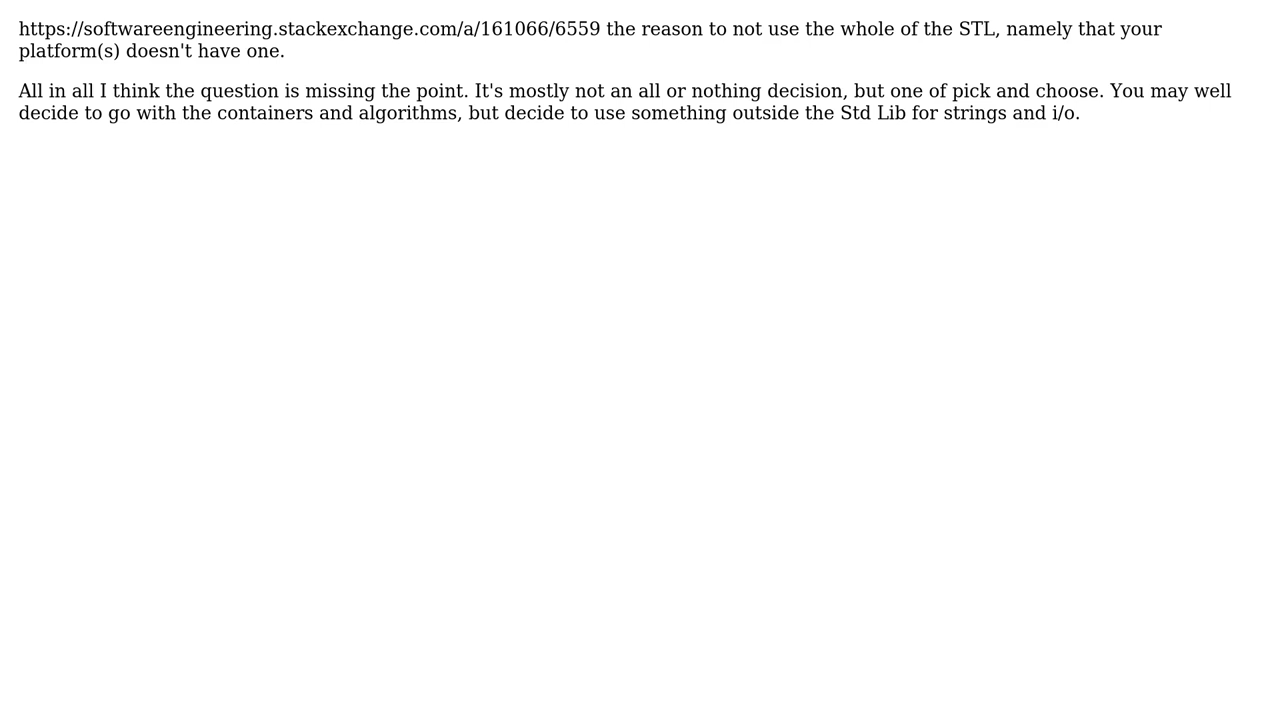 https://softwareengineering.stackexchange.com/a/161066/6559 the reason to not use the whole of the STL, namely that your
platform(s) doesn't have one.
All in all I think the question is missing the point. It's mostly not an all or nothing decision, but one of pick and choose. You may well
decide to go with the containers and algorithms, but decide to use something outside the Std Lib for strings and i/o.